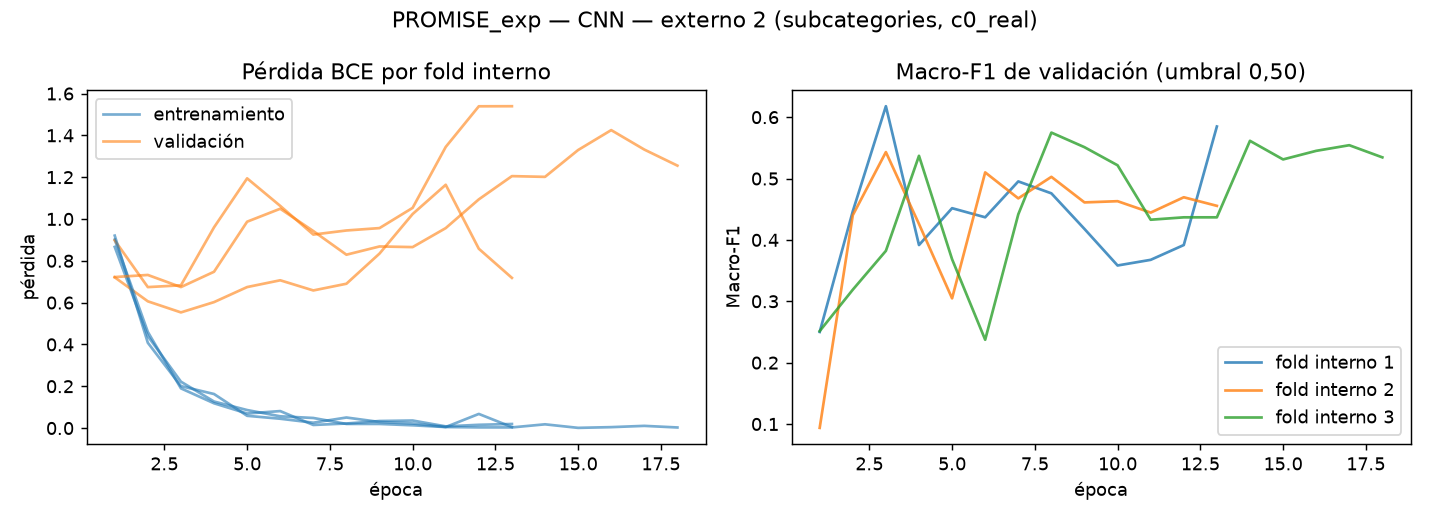 PROMISE_exp — CNN — externo 2 (subcategories, c0_real)
Pérdida BCE por fold interno
pérdida
1.6
1.4
1.2
1.0
0.8
0.6
0.4
0.2
0.0
entrenamiento
validación
2.5 5.0 7.5 10.0 12.5 15.0 17.5
época
Macro-F1 de validación (umbral 0,50)
Macro-F1
0.6
0.5
0.4
0.3
0.2
0.1
fold interno 1
fold interno 2
fold interno 3
2.5 5.0 7.5 10.0 12.5 15.0 17.5
época